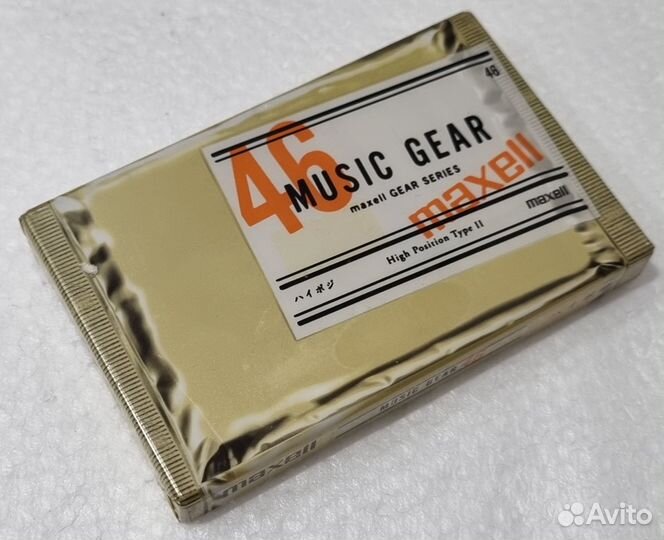 46
46
MUSIC GEAR
maxell GEAR SERIES
maxell
maxell
High Position Type II
ハイポジ
MUSIC GEAR 46
maxell
Avito